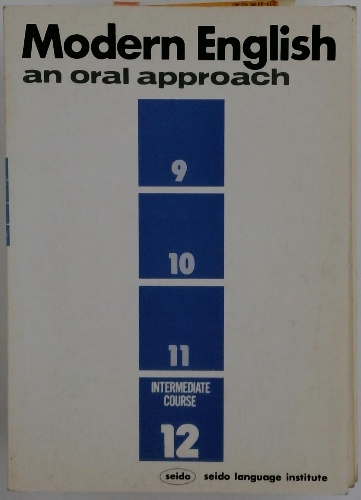 Modern English
an oral approach
9
10
11
INTERMEDIATE
COURSE
12
seido seido language institute